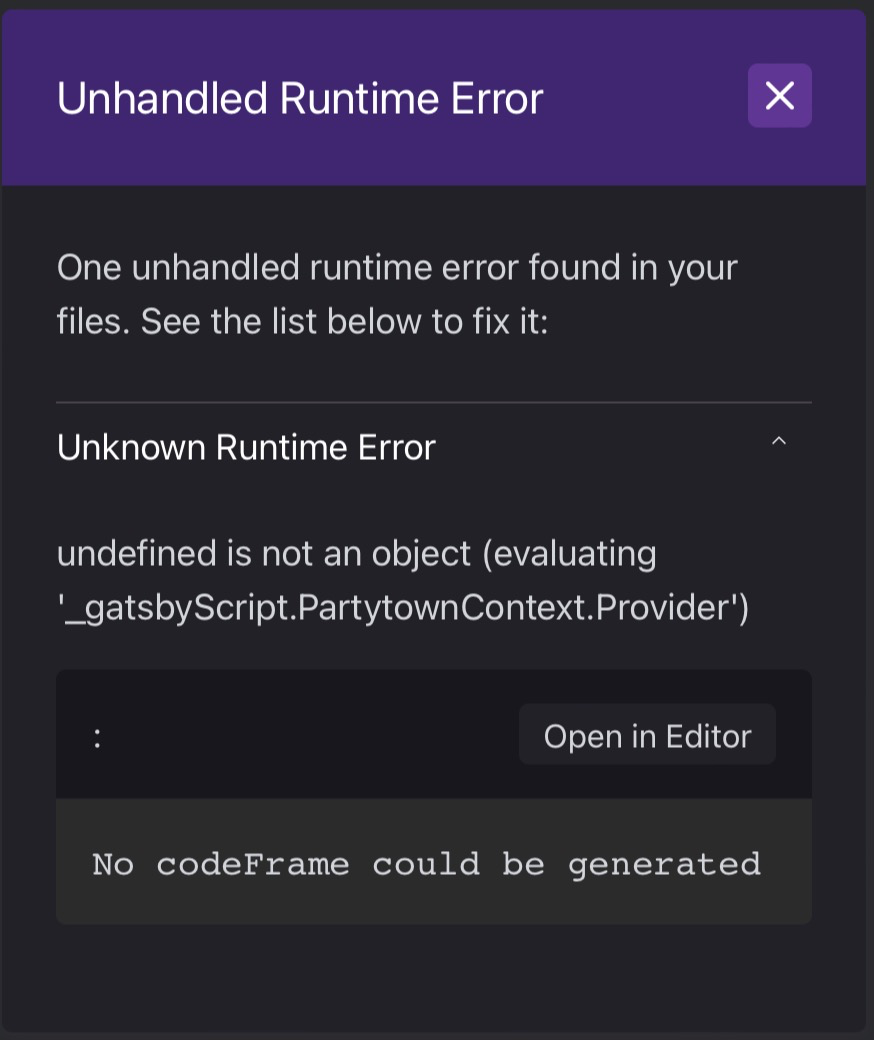 Unhandled Runtime Error
One unhandled runtime error found in your
files. See the list below to fix it:
Unknown Runtime Error
undefined is not an object (evaluating
'_gatsbyScript.PartytownContext.Provider')
:
Open in Editor
No codeFrame could be generated